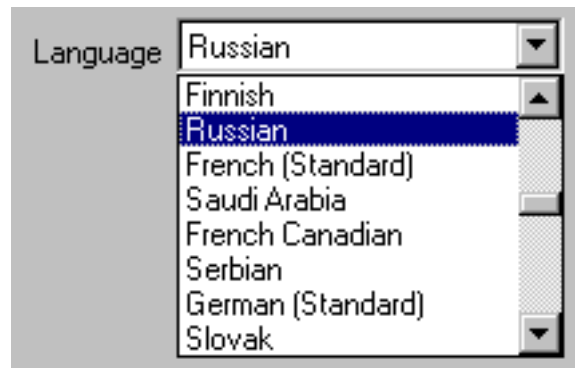 Language Russian
Finnish
Russian
French (Standard)
Saudi Arabia
French Canadian
Serbian
German (Standard)
Slovak